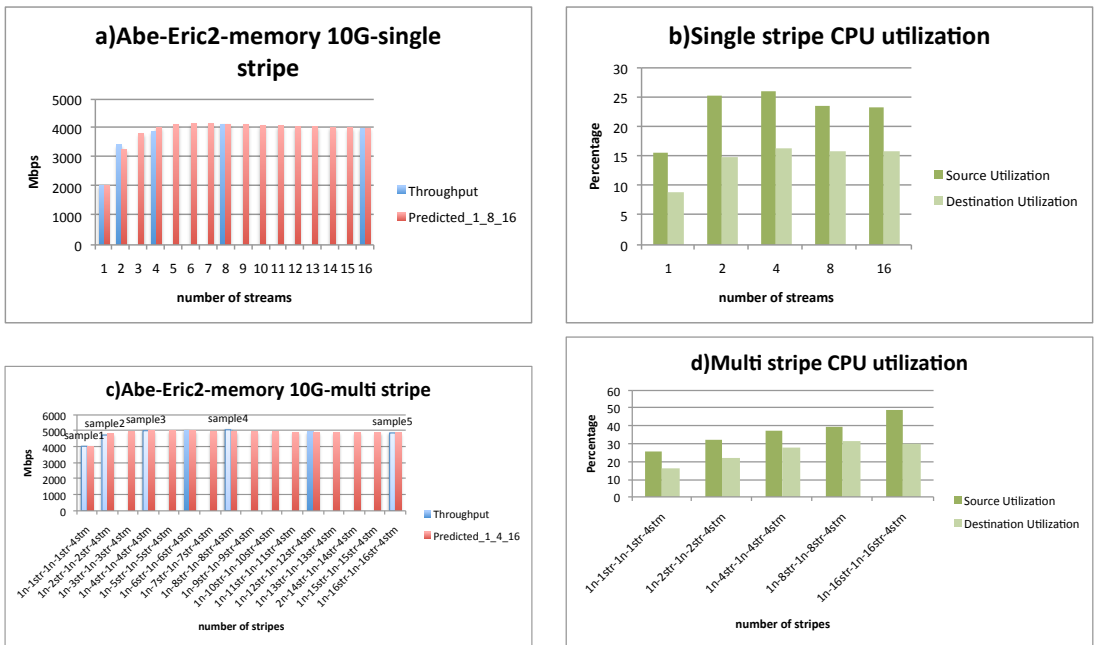 a)Abe-Eric2-memory 10G-single
stripe
5000
4000
3000
2000
1000
0
Mbps
1 2 3 4 5 6 7 8 9 10 11 12 13 14 15 16
number of streams
Throughput
Predicted_1_8_16
b)Single stripe CPU utilization
30
25
20
15
10
5
0
Percentage
1 2 4 8 16
number of streams
Source Utilization
Destination Utilization
c)Abe-Eric2-memory 10G-multi stripe
6000
5000
4000
3000
2000
1000
0
Mbps
sample1
sample2
sample3
sample4
sample5
1n-1str-1n-1str-4stm
1n-2str-1n-2str-4stm
1n-3str-1n-3str-4stm
1n-4str-1n-4str-4stm
1n-5str-1n-5str-4stm
1n-6str-1n-6str-4stm
1n-7str-1n-7str-4stm
1n-8str-1n-8str-4stm
1n-9str-1n-9str-4stm
1n-10str-1n-10str-4stm
1n-11str-1n-11str-4stm
1n-12str-1n-12str-4stm
1n-13str-1n-13str-4stm
2n-14str-1n-14str-4stm
1n-15str-1n-15str-4stm
1n-16str-1n-16str-4stm
number of stripes
Throughput
Predicted_1_4_16
d)Multi stripe CPU utilization
60
50
40
30
20
10
0
Percentage
1n-1str-1n-1str-4stm
1n-2str-1n-2str-4stm
1n-4str-1n-4str-4stm
1n-8str-1n-8str-4stm
1n-16str-1n-16str-4stm
number of stripes
Source Utilization
Destination Utilization